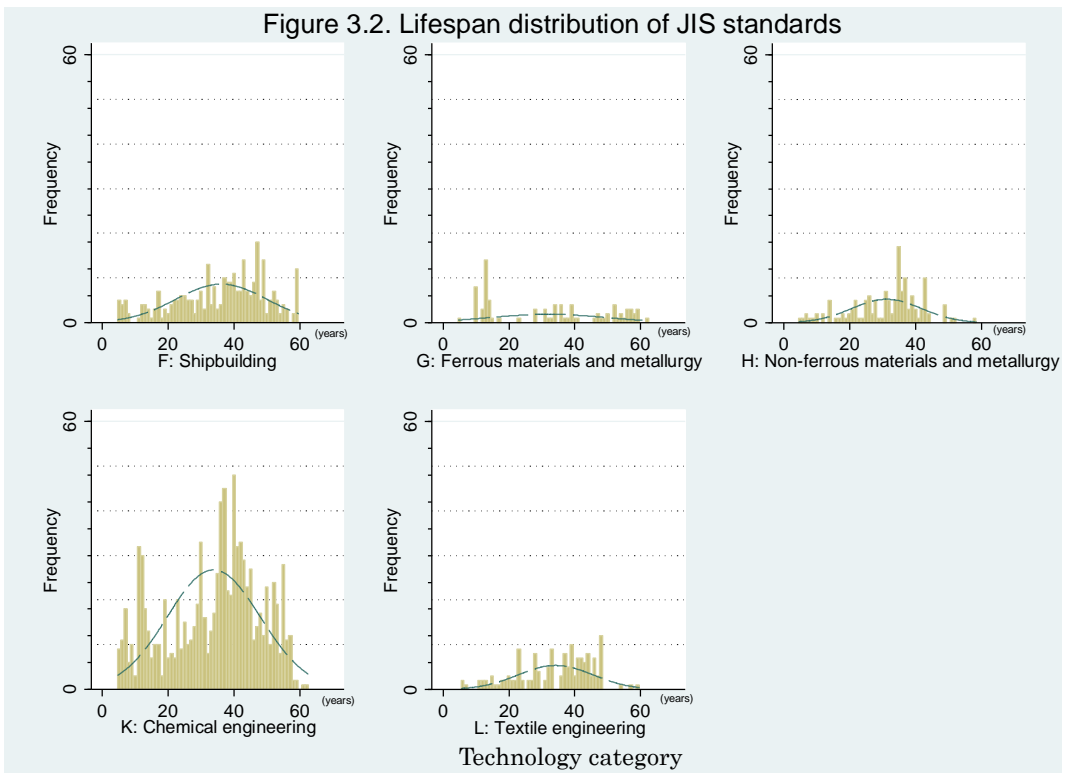 Figure 3.2. Lifespan distribution of JIS standards
60
Frequency
0
0 20 40 60 (years)
F: Shipbuilding
60
Frequency
0
0 20 40 60 (years)
G: Ferrous materials and metallurgy
60
Frequency
0
0 20 40 60 (years)
H: Non-ferrous materials and metallurgy
60
Frequency
0
0 20 40 60 (years)
K: Chemical engineering
60
Frequency
0
0 20 40 60 (years)
L: Textile engineering
Technology category